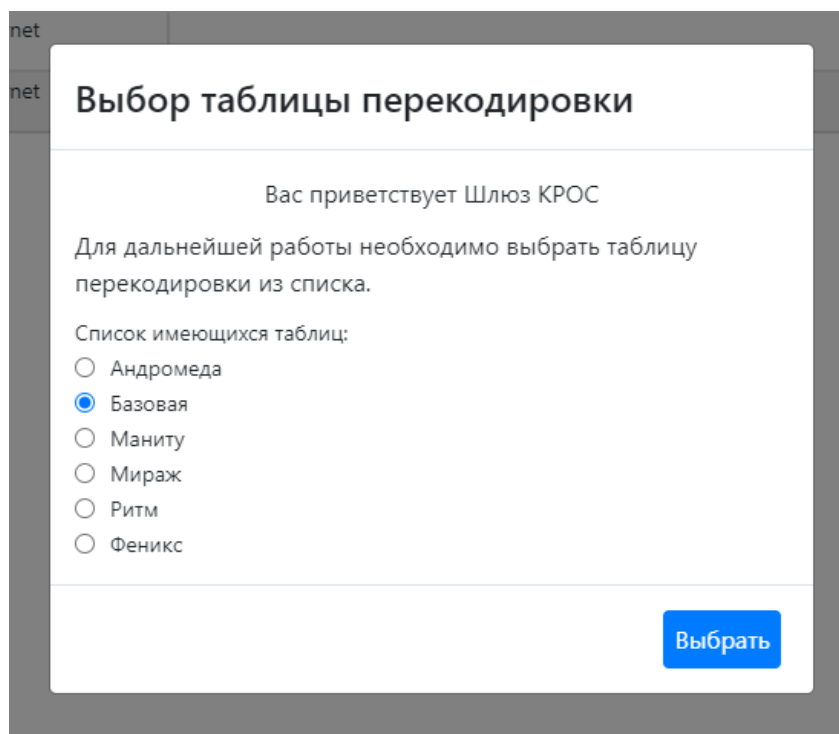 net
net
Выбор таблицы перекодировки
Вас приветствует Шлюз КРОС
Для дальнейшей работы необходимо выбрать таблицу
перекодировки из списка.
Список имеющихся таблиц:
Андромеда
Базовая
Маниту
Мираж
Ритм
Феникс
Выбрать